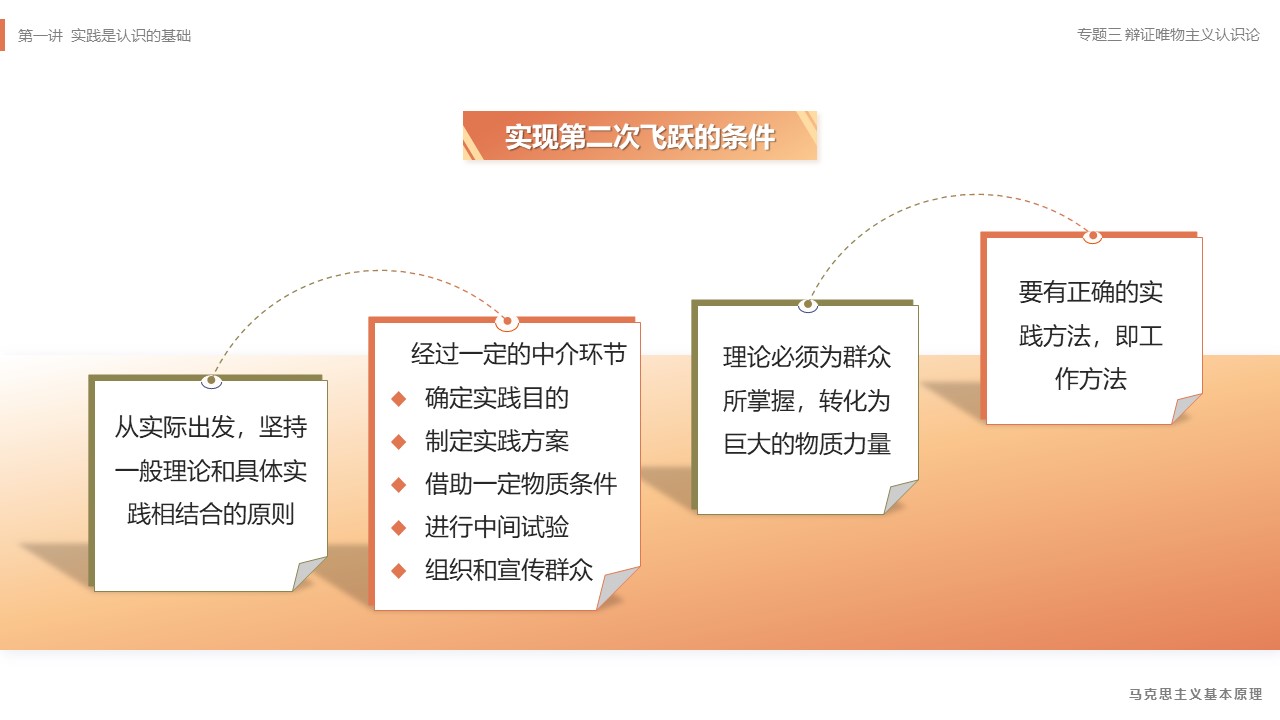 第一讲 实践是认识的基础
专题三 辩证唯物主义认识论
实现第二次飞跃的条件
从实际出发，坚持
一般理论和具体实
践相结合的原则
经过一定的中介环节
确定实践目的
制定实践方案
借助一定物质条件
进行中间试验
组织和宣传群众
理论必须为群众
所掌握，转化为
巨大的物质力量
要有正确的实
践方法，即工
作方法
马克思主义基本原理